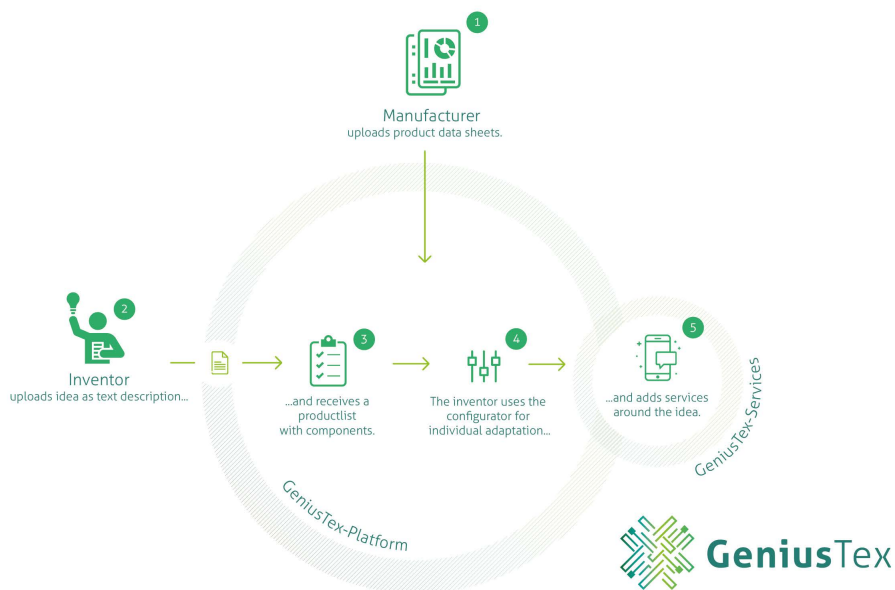 1
Manufacturer
uploads product data sheets.
2
Inventor
uploads idea as text description...
3
...and receives a
productlist
with components.
4
The inventor uses the
configurator for
individual adaptation...
5
...and adds services
around the idea.
GeniusTex-Services
GeniusTex-Platform
GeniusTex